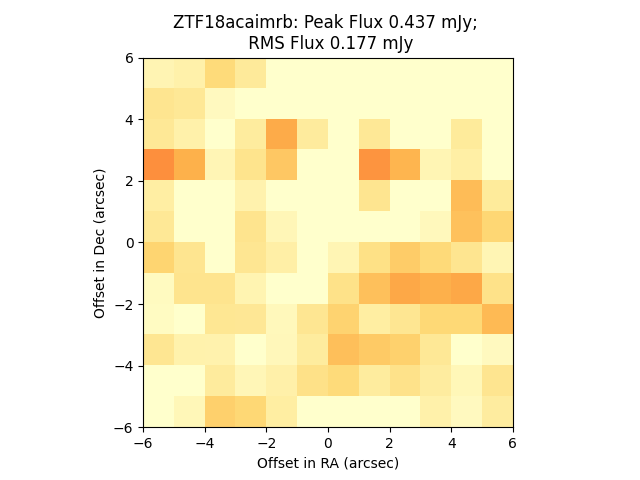 ZTF18acaimrb: Peak Flux 0.437 mJy;
RMS Flux 0.177 mJy
6
4
2
0
−2
−4
−6
Offset in Dec (arcsec)
−6 −4 −2 0 2 4 6
Offset in RA (arcsec)